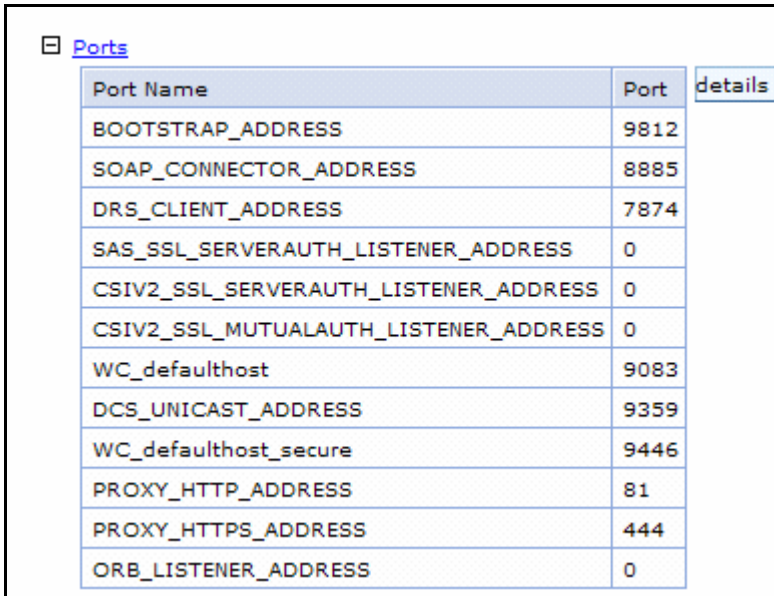 Ports
Port Name Port details
BOOTSTRAP_ADDRESS 9812
SOAP_CONNECTOR_ADDRESS 8885
DRS_CLIENT_ADDRESS 7874
SAS_SSL_SERVERAUTH_LISTENER_ADDRESS 0
CSIV2_SSL_SERVERAUTH_LISTENER_ADDRESS 0
CSIV2_SSL_MUTUALAUTH_LISTENER_ADDRESS 0
WC_defaulthost 9083
DCS_UNICAST_ADDRESS 9359
WC_defaulthost_secure 9446
PROXY_HTTP_ADDRESS 81
PROXY_HTTPS_ADDRESS 444
ORB_LISTENER_ADDRESS 0